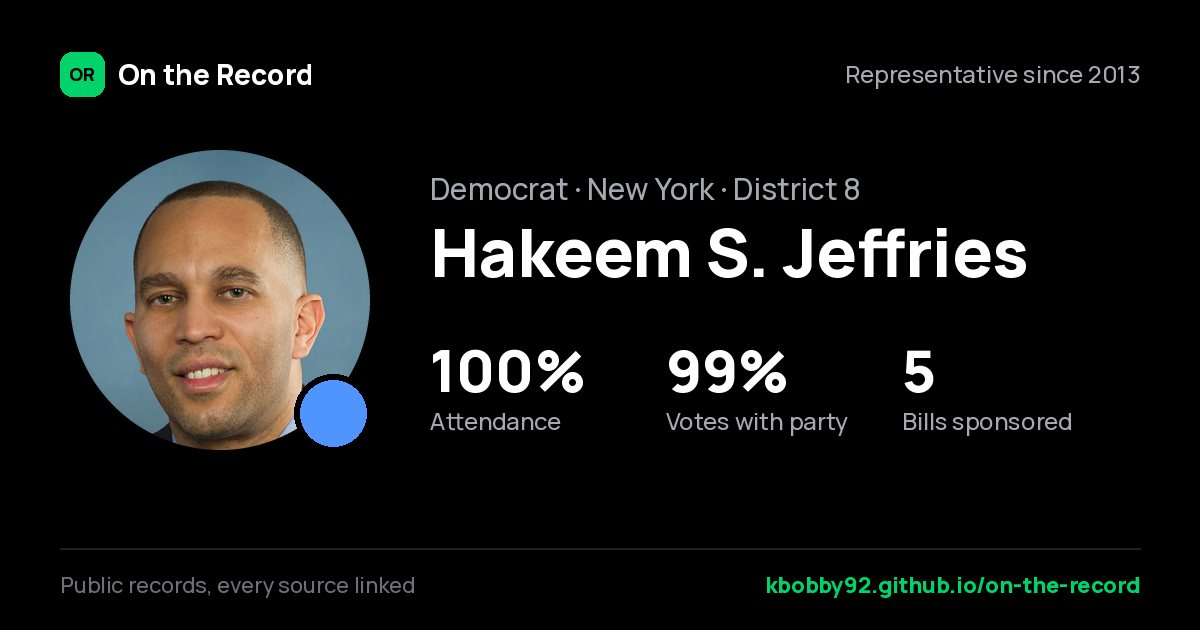 OR On the Record
Representative since 2013
Democrat · New York · District 8
Hakeem S. Jeffries
100% 99% 5
Attendance Votes with party Bills sponsored
Public records, every source linked
kbobby92.github.io/on-the-record